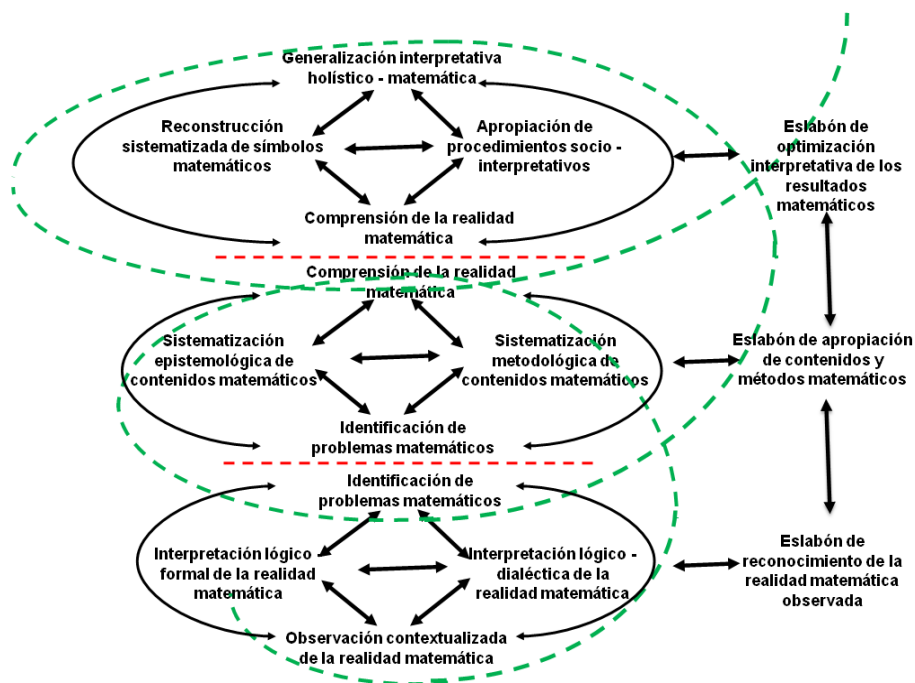 Generalización interpretativa
holístico - matemática
Reconstrucción
sistematizada de símbolos
matemáticos
Apropiación de
procedimientos socio -
interpretativos
Comprensión de la realidad
matemática
Eslabón de
optimización
interpretativa de los
resultados
matemáticos
Comprensión de la realidad
matemática
Sistematización
epistemológica de
contenidos matemáticos
Sistematización
metodológica de
contenidos matemáticos
Identificación de
problemas matemáticos
Eslabón de apropiación
de contenidos y
métodos matemáticos
Identificación de
problemas matemáticos
Interpretación lógico -
formal de la realidad
matemática
Interpretación lógico -
dialéctica de la
realidad matemática
Observación contextualizada
de la realidad matemática
Eslabón de
reconocimiento de la
realidad matemática
observada